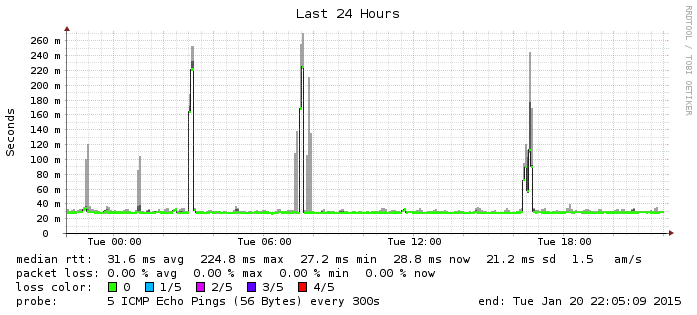 Last 24 Hours
RRDTOOL / TOBI OETIKER
Seconds
260 m
240 m
220 m
200 m
180 m
160 m
140 m
120 m
100 m
80 m
60 m
40 m
20 m
0
Tue 00:00 Tue 06:00 Tue 12:00 Tue 18:00
median rtt: 31.6 ms avg 224.8 ms max 27.2 ms min 28.8 ms now 21.2 ms sd 1.5 am/s
packet loss: 0.00 % avg 0.00 % max 0.00 % min 0.00 % now
loss color: 0 1/5 2/5 3/5 4/5
probe: 5 ICMP Echo Pings (56 Bytes) every 300s end: Tue Jan 20 22:05:09 2015